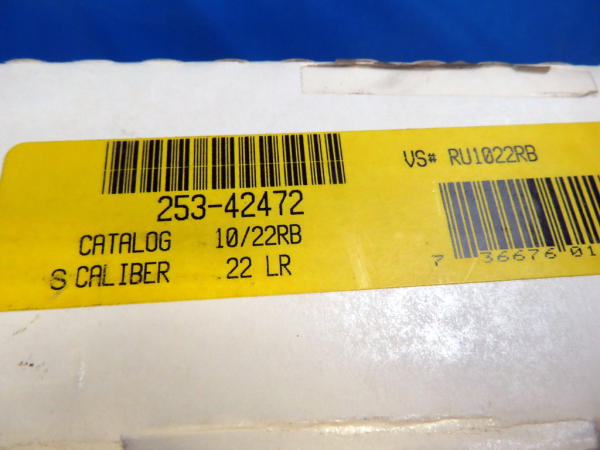 253-42472
CATALOG 10/22RB
S CALIBER .22 LR
VS# RU1022RB
7 36676 01